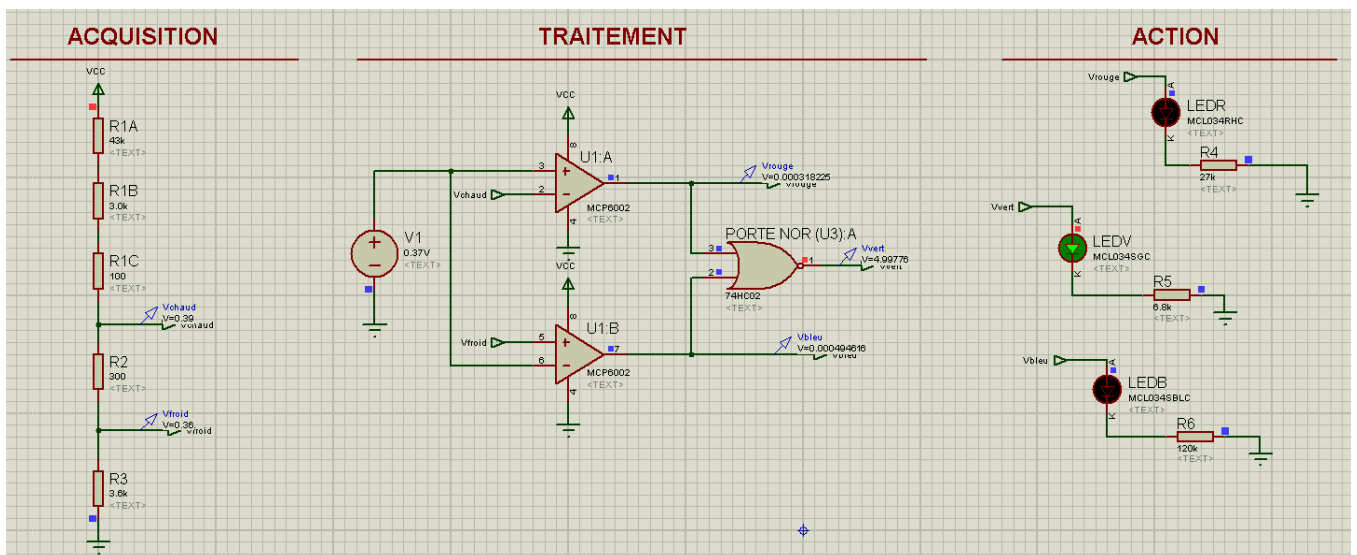 ACQUISITION
VCC
R1A
43k
<TEXT>
R1B
3.0k
<TEXT>
R1C
100
<TEXT>
Vchaud
V=0.39
Vchaud
R2
300
<TEXT>
Vfroid
V=0.36
Vfroid
R3
3.6k
<TEXT>
TRAITEMENT
V1
0.37V
<TEXT>
VCC
8
U1:A
3
+
Vchaud
2
−
1
MCP6002
<TEXT>
4
Vrouge
V=0.000318225
Vrouge
VCC
8
U1:B
Vfroid
5
+
6
−
7
MCP6002
<TEXT>
4
PORTE NOR (U3):A
3
2
1
74HC02
<TEXT>
Vvert
V=4.99776
Vvert
Vbleu
V=0.000494616
Vbleu
ACTION
Vrouge
A
LEDR
MCL034RHC
<TEXT>
K
R4
27k
<TEXT>
Vvert
A
LEDV
MCL034SGC
<TEXT>
K
R5
6.8k
<TEXT>
Vbleu
A
LEDB
MCL034SBLC
<TEXT>
K
R6
120k
<TEXT>